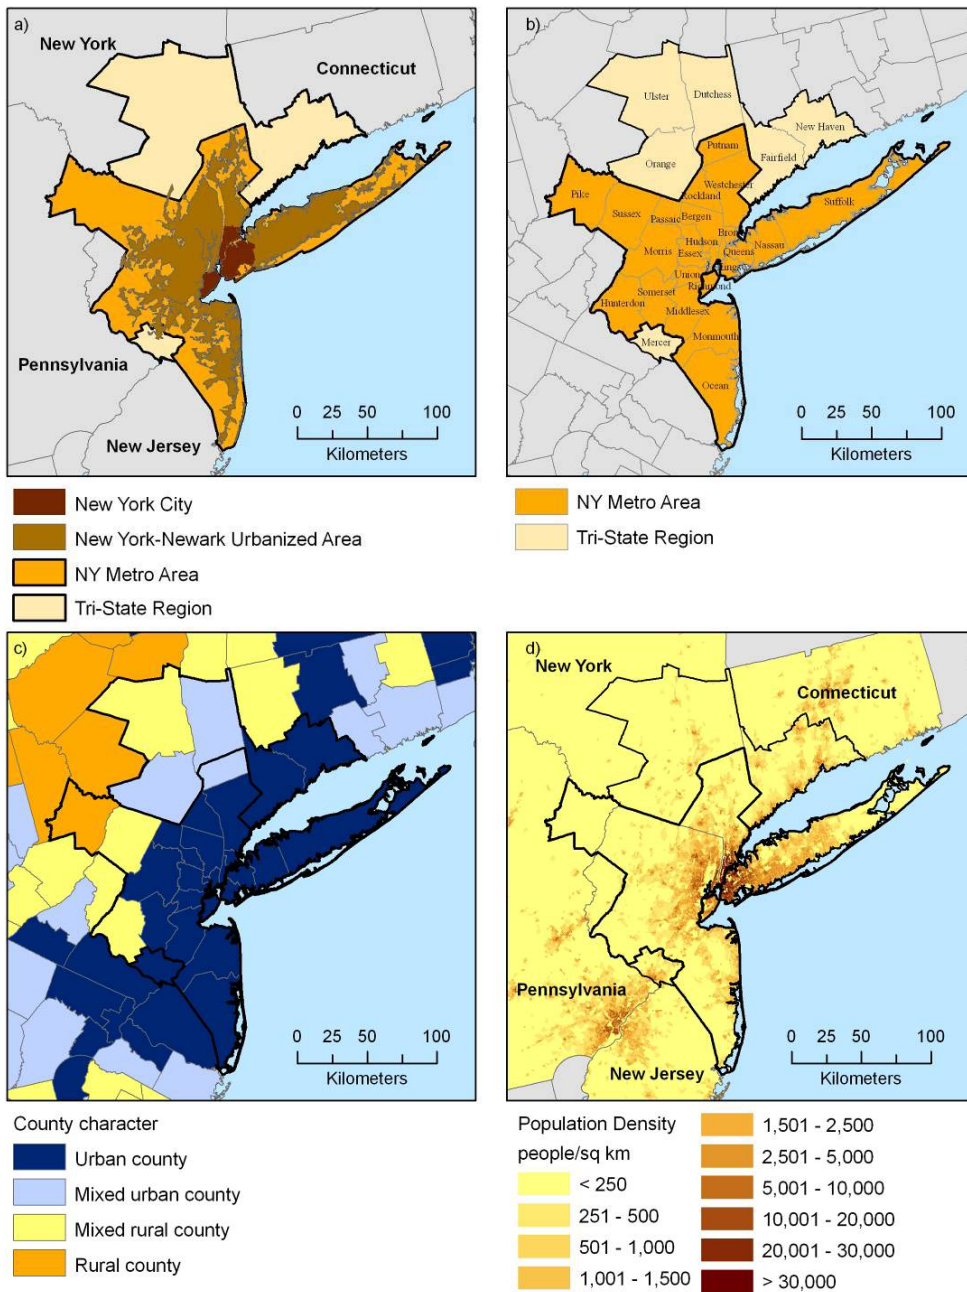 a)
New York
Connecticut
Pennsylvania
New Jersey
0 25 50 100
Kilometers
New York City
New York-Newark Urbanized Area
NY Metro Area
Tri-State Region
b)
Ulster
Dutchess
New Haven
Putnam
Orange
Fairfield
Westchester
Rockland
Pike
Suffolk
Sussex
Passaic
Bergen
Bronx
Nassau
Morris
Hudson
Essex
Queens
Union
Richmond
Somerset
Hunterdon
Middlesex
Monmouth
Mercer
Ocean
0 25 50 100
Kilometers
NY Metro Area
Tri-State Region
c)
0 25 50 100
Kilometers
County character
Urban county
Mixed urban county
Mixed rural county
Rural county
d)
New York
Connecticut
Pennsylvania
New Jersey
0 25 50 100
Kilometers
Population Density
people/sq km
< 250
251 - 500
501 - 1,000
1,001 - 1,500
1,501 - 2,500
2,501 - 5,000
5,001 - 10,000
10,001 - 20,000
20,001 - 30,000
> 30,000